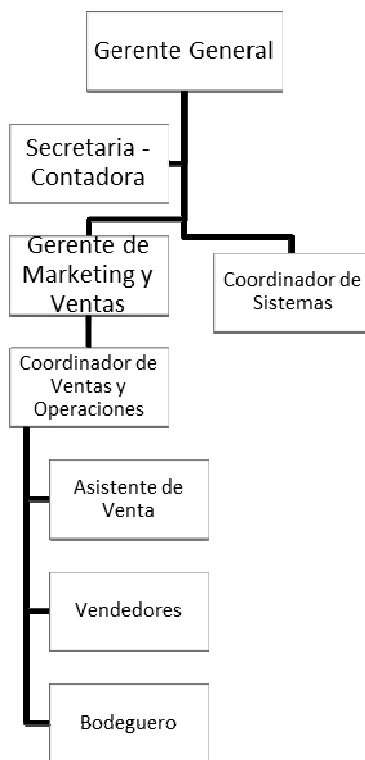 Gerente General
Secretaria -
Contadora
Gerente de
Marketing y
Ventas
Coordinador de
Sistemas
Coordinador de
Ventas y
Operaciones
Asistente de
Venta
Vendedores
Bodeguero